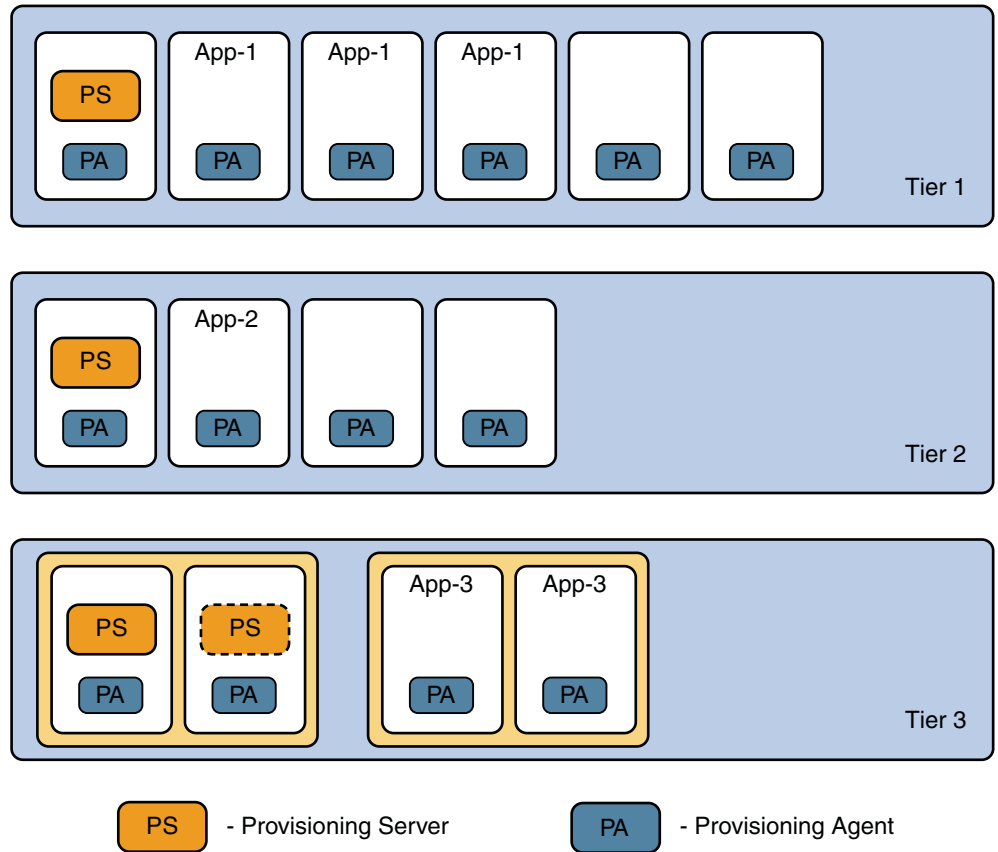 App-1 App-1 App-1
PS
PA PA PA PA PA PA
Tier 1
App-2
PS
PA PA PA PA
Tier 2
App-3 App-3
PS PS
PA PA PA PA
Tier 3
PS - Provisioning Server PA - Provisioning Agent